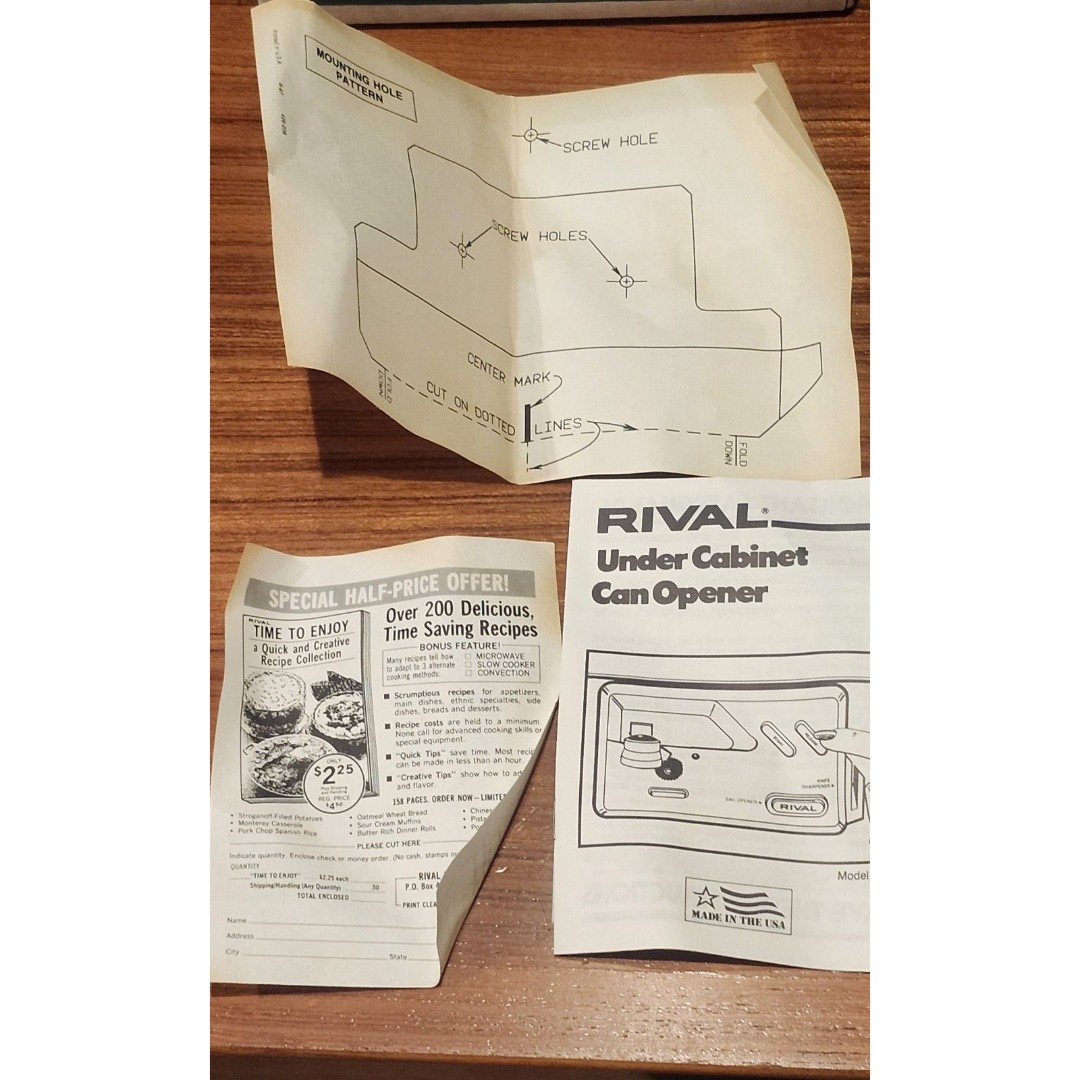 MOUNTING HOLE
PATTERN
SCREW HOLE
SCREW HOLES
CENTER MARK
CUT ON DOTTED LINES
FOLD
DOWN
FOLD
DOWN
SPECIAL HALF-PRICE OFFER!
RIVAL
TIME TO ENJOY
a Quick and Creative
Recipe Collection
ONLY
$2.25
Plus Shipping
and Handling
REG. PRICE
$4.50
Over 200 Delicious,
Time Saving Recipes
BONUS FEATURE!
Many recipes tell how
to adapt to 3 alternate
cooking methods:
MICROWAVE
SLOW COOKER
CONVECTION
Scrumptious recipes for appetizers,
main dishes, ethnic specialties, side
dishes, breads and desserts.
Recipe costs are held to a minimum.
None call for advanced cooking skills or
special equipment.
"Quick Tips" save time. Most
can be made in less than an hour
"Creative Tips" show how to
and flavor.
158 PAGES. ORDER NOW—
• Stroganoff-Filled Potatoes
• Monterey Casserole
• Pork Chop Spanish Rice
• Oatmeal Wheat Bread
• Sour Cream Muffins
• Butter Rich Dinner Rolls
PLEASE CUT HERE
Indicate quantity. Enclose check or money order. (No cash, stamps
QUANTITY
"TIME TO ENJOY" $2.25 each
Shipping/Handling (Any Quantity) .50
TOTAL ENCLOSED
RIVAL
P.O. Box
PRINT
Name
Address
City
State
RIVAL®
Under Cabinet
Can Opener
KNIFE
SHARPENER
BAG OPENER
RIVAL
Model
MADE IN THE USA